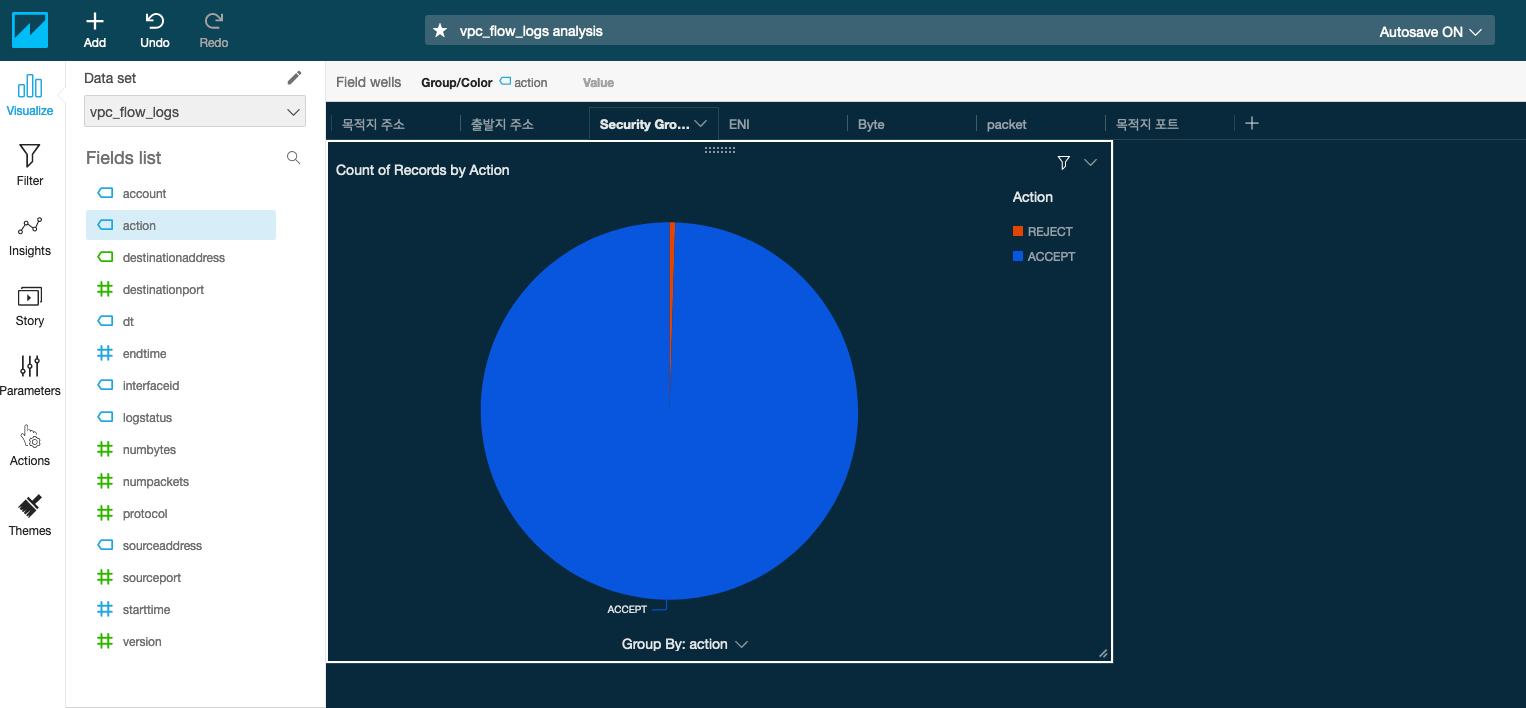 Add Undo Redo
vpc_flow_logs analysis
Autosave ON
Visualize
Filter
Insights
Story
Parameters
Actions
Themes
Data set
vpc_flow_logs
Fields list
account
action
destinationaddress
destinationport
dt
endtime
interfaceid
logstatus
numbytes
numpackets
protocol
sourceaddress
sourceport
starttime
version
Field wells Group/Color action Value
목적지 주소 출발지 주소 Security Gro... ENI Byte packet 목적지 포트
Count of Records by Action
Action
REJECT
ACCEPT
ACCEPT
Group By: action